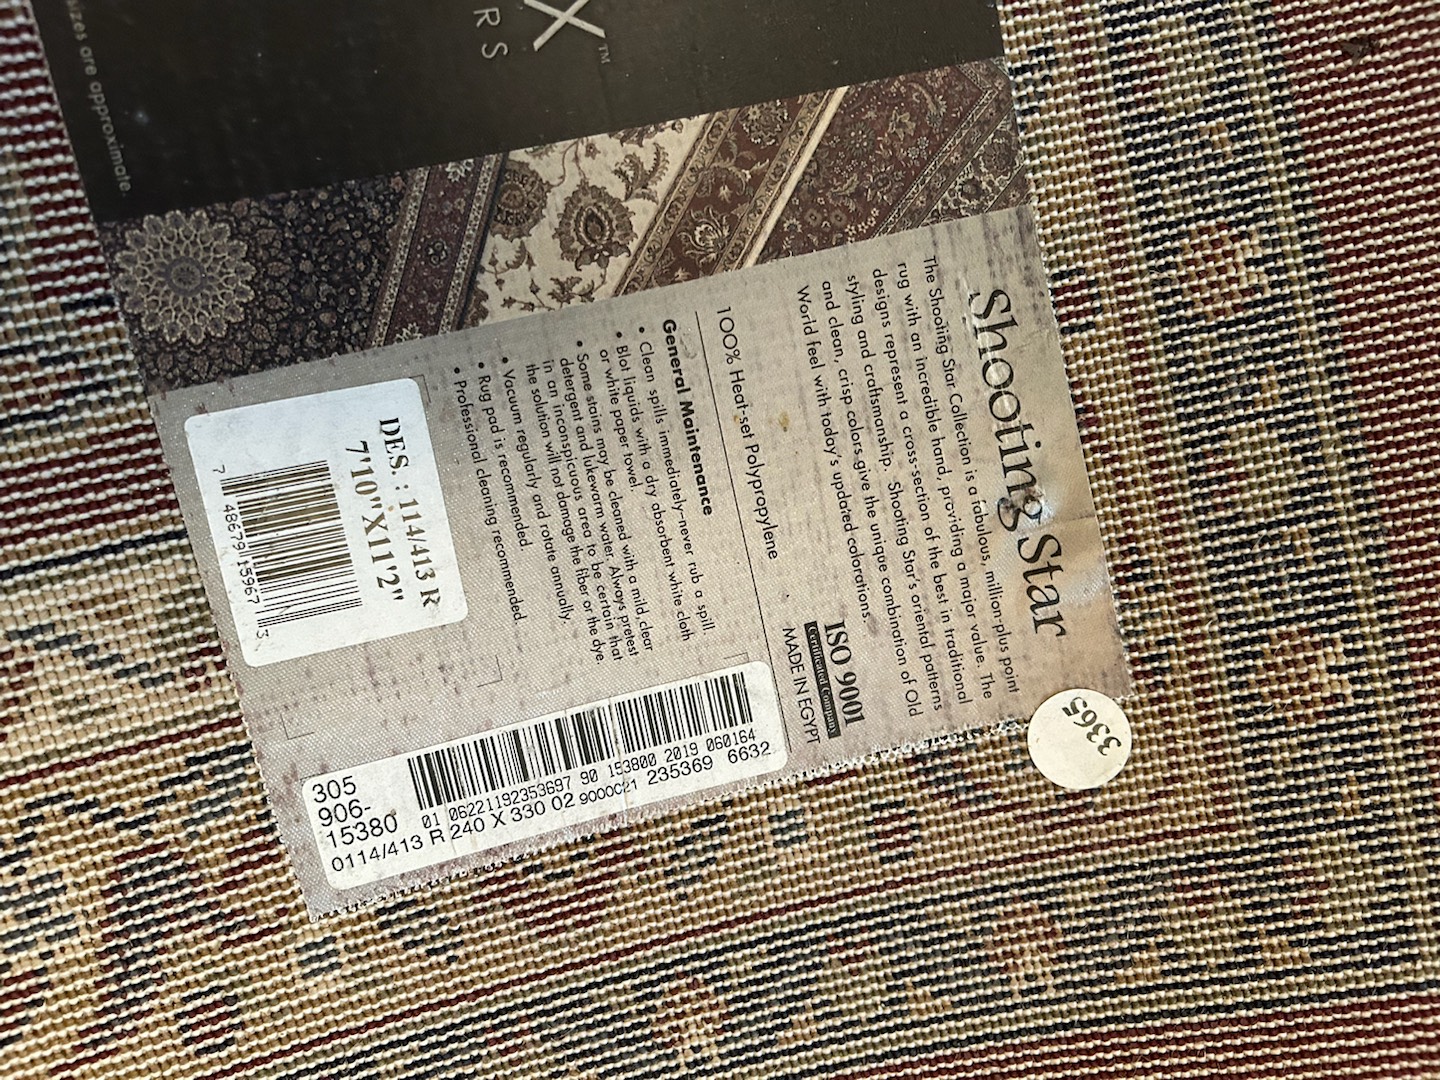 X™
RS
sizes are approximate.
Shooting Star
The Shooting Star Collection is a fabulous, million-plus point
rug with an incredible hand, providing a major value. The
designs represent a cross-section of the best in traditional
styling and craftsmanship. Shooting Star's oriental patterns
and clean, crisp colors give the unique combination of Old
World feel with today's updated colorations.
100% Heat-set Polypropylene
ISO 9001
Certificated Company
MADE IN EGYPT
General Maintenance
• Clean spills immediately–never rub a spill.
• Blot liquids with a dry absorbent white cloth
or white paper towel.
• Some stains may be cleaned with a mild clear
detergent and lukewarm water. Always pretest
in an inconspicuous area to be certain that
the solution will not damage the fiber or the dye.
• Vacuum regularly and rotate annually.
• Rug pad is recommended
• Professional cleaning recommended.
DES. : 114/413 R
7'10"X11'2"
7 48679 15967 3
305
906-
15380
01 06221192353697 90 153800 2019 060164
0114/413 R 240 X 330 02 9000C21 235369 6632
3365